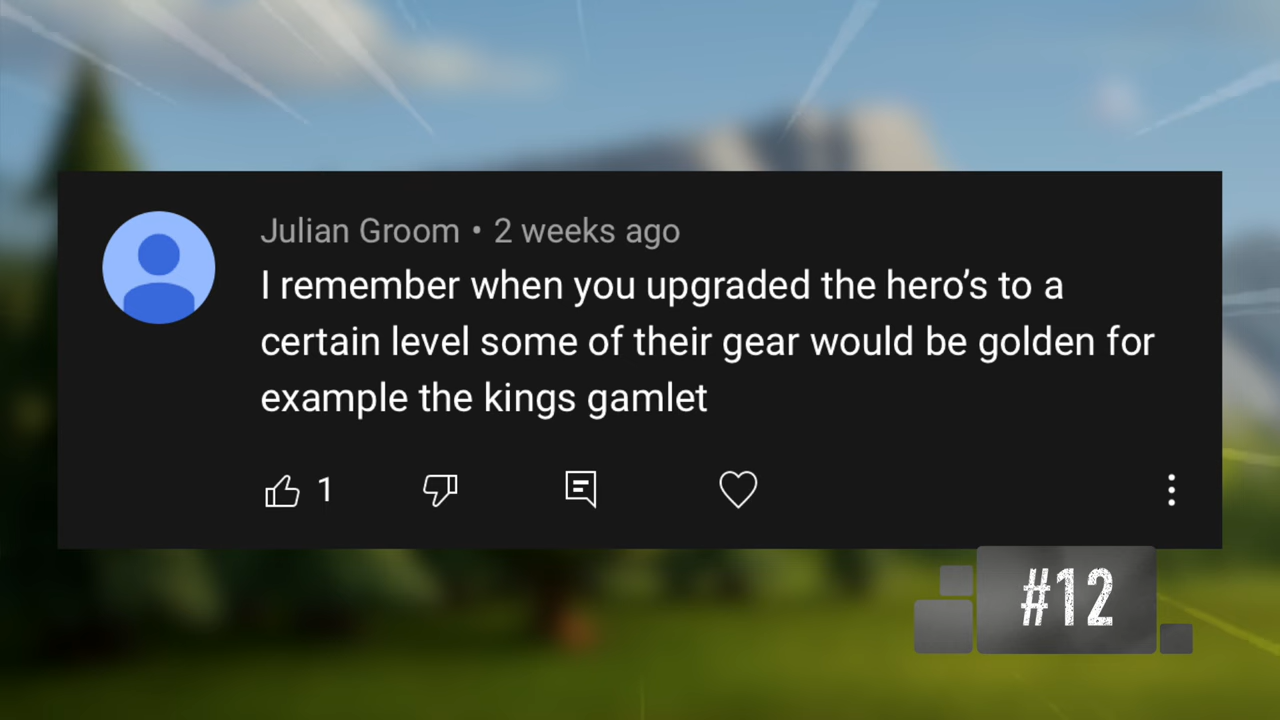 Julian Groom • 2 weeks ago
I remember when you upgraded the hero’s to a
certain level some of their gear would be golden for
example the kings gamlet
1
#12